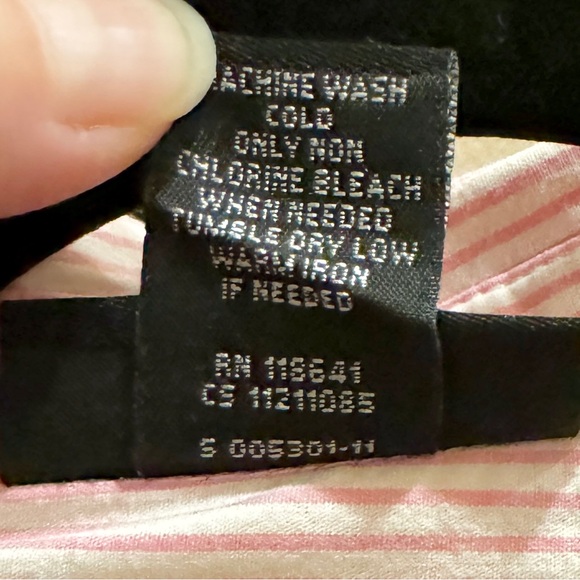 MACHINE WASH
COLD
ONLY NON
CHLORINE BLEACH
WHEN NEEDED
TUMBLE DRY LOW
WARM IRON
IF NEEDED
RN 116641
CS 11211085
S 005301-11